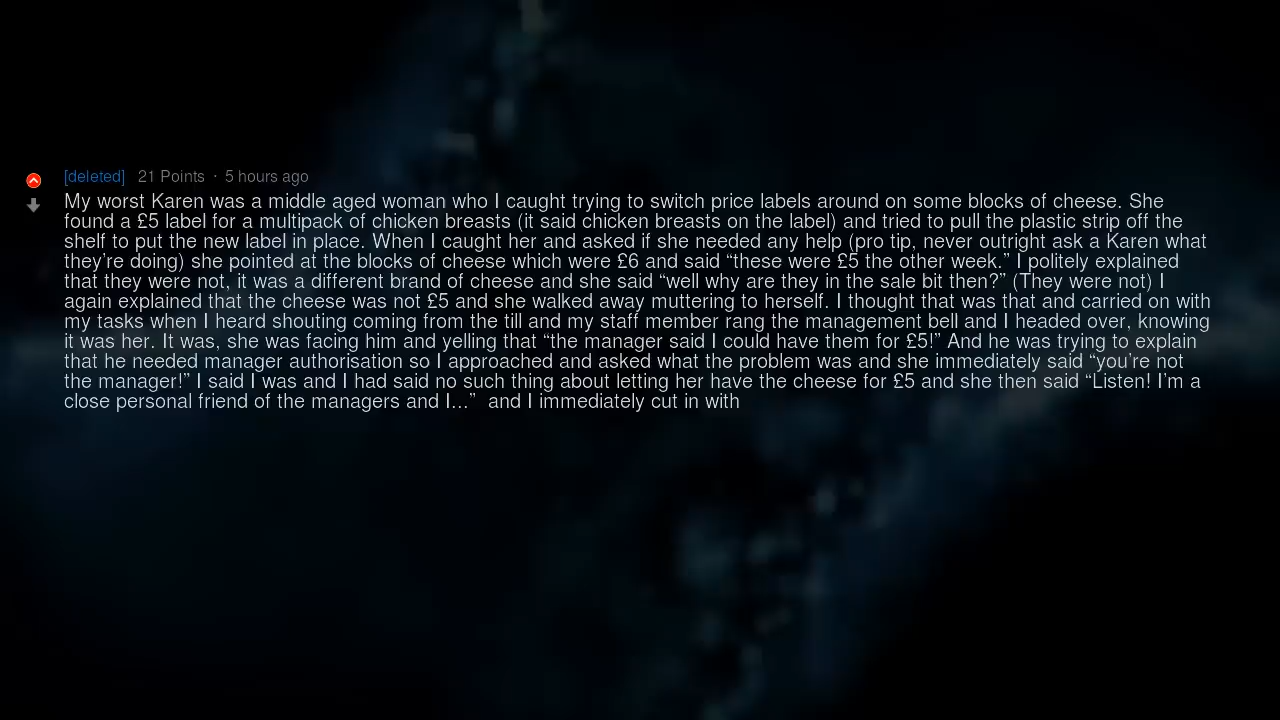 [deleted] 21 Points · 5 hours ago
My worst Karen was a middle aged woman who I caught trying to switch price labels around on some blocks of cheese. She
found a £5 label for a multipack of chicken breasts (it said chicken breasts on the label) and tried to pull the plastic strip off the
shelf to put the new label in place. When I caught her and asked if she needed any help (pro tip, never outright ask a Karen what
they’re doing) she pointed at the blocks of cheese which were £6 and said “these were £5 the other week.” I politely explained
that they were not, it was a different brand of cheese and she said “well why are they in the sale bit then?” (They were not) I
again explained that the cheese was not £5 and she walked away muttering to herself. I thought that was that and carried on with
my tasks when I heard shouting coming from the till and my staff member rang the management bell and I headed over, knowing
it was her. It was, she was facing him and yelling that “the manager said I could have them for £5!” And he was trying to explain
that he needed manager authorisation so I approached and asked what the problem was and she immediately said “you’re not
the manager!” I said I was and I had said no such thing about letting her have the cheese for £5 and she then said “Listen! I’m a
close personal friend of the managers and I...”  and I immediately cut in with